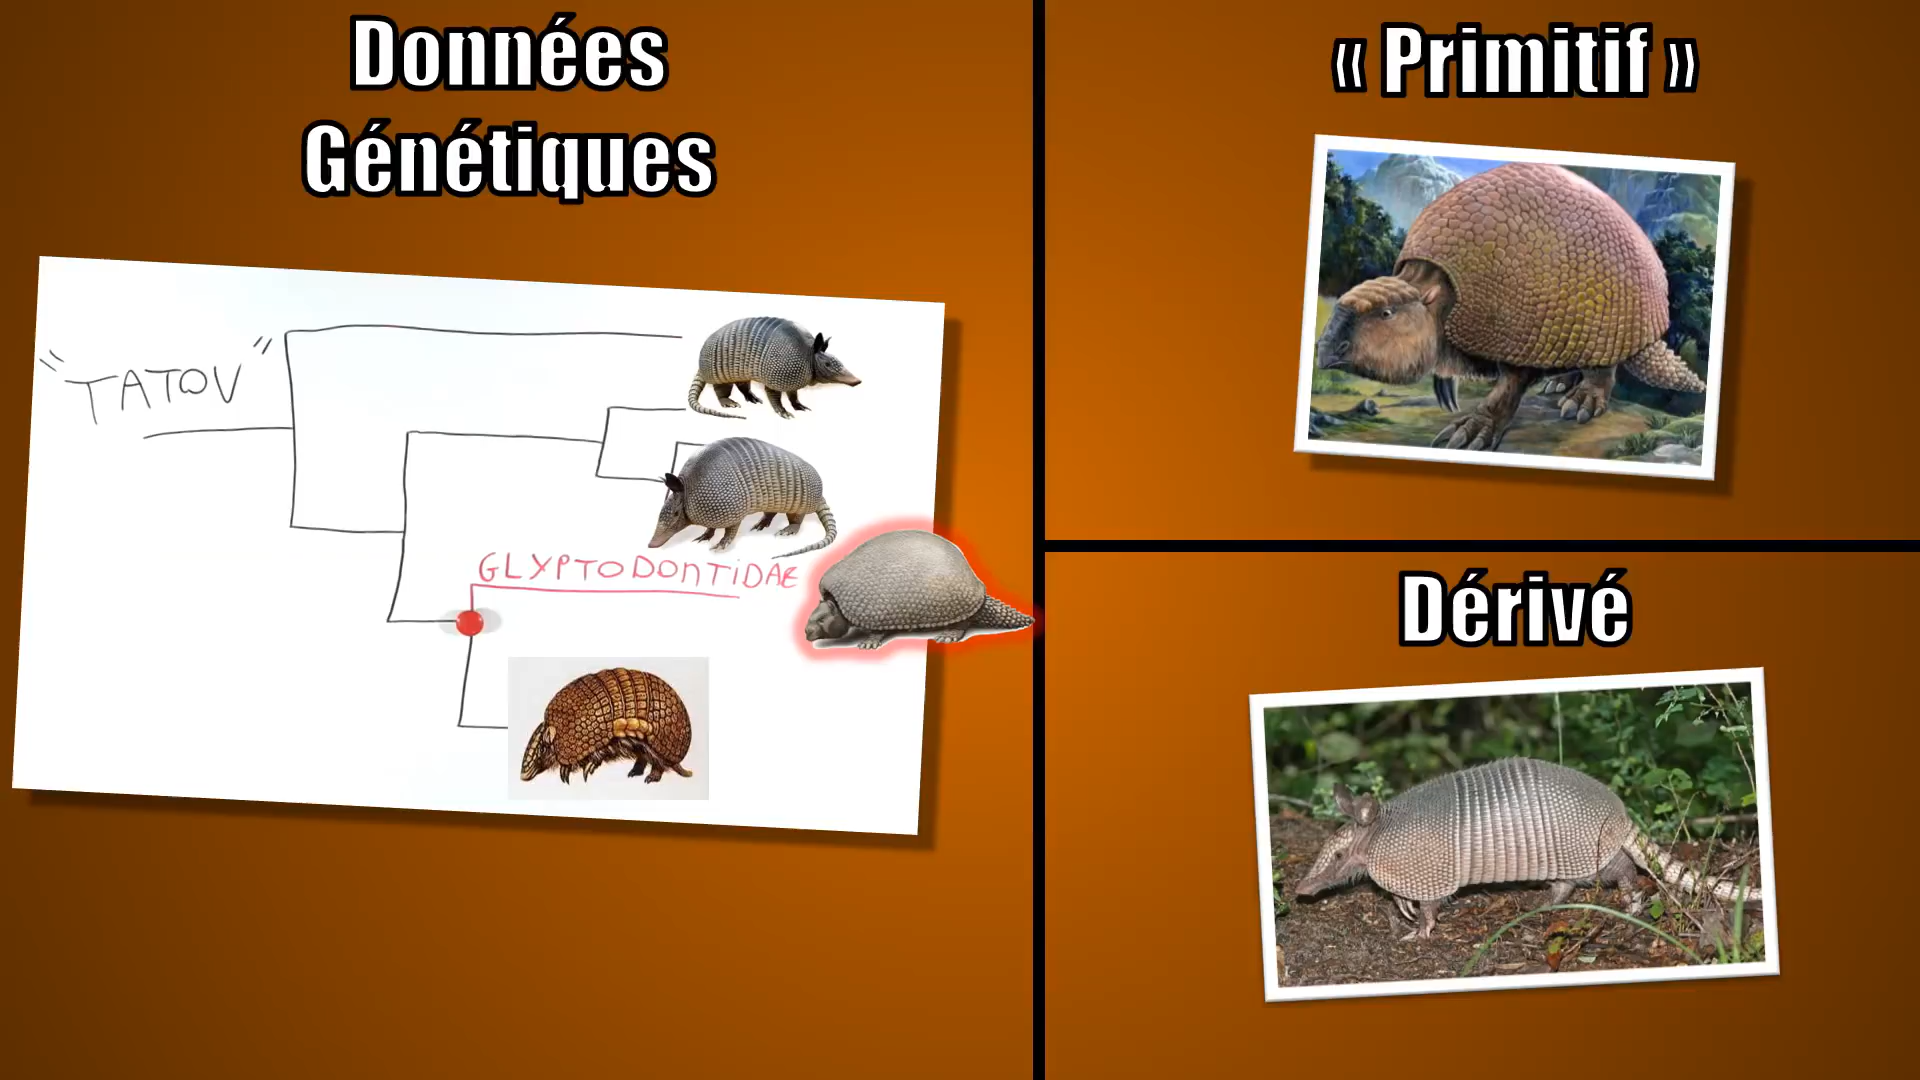 Données
Génétiques
"TATOU"
GLYPTODONTIDAE
« Primitif »
Dérivé